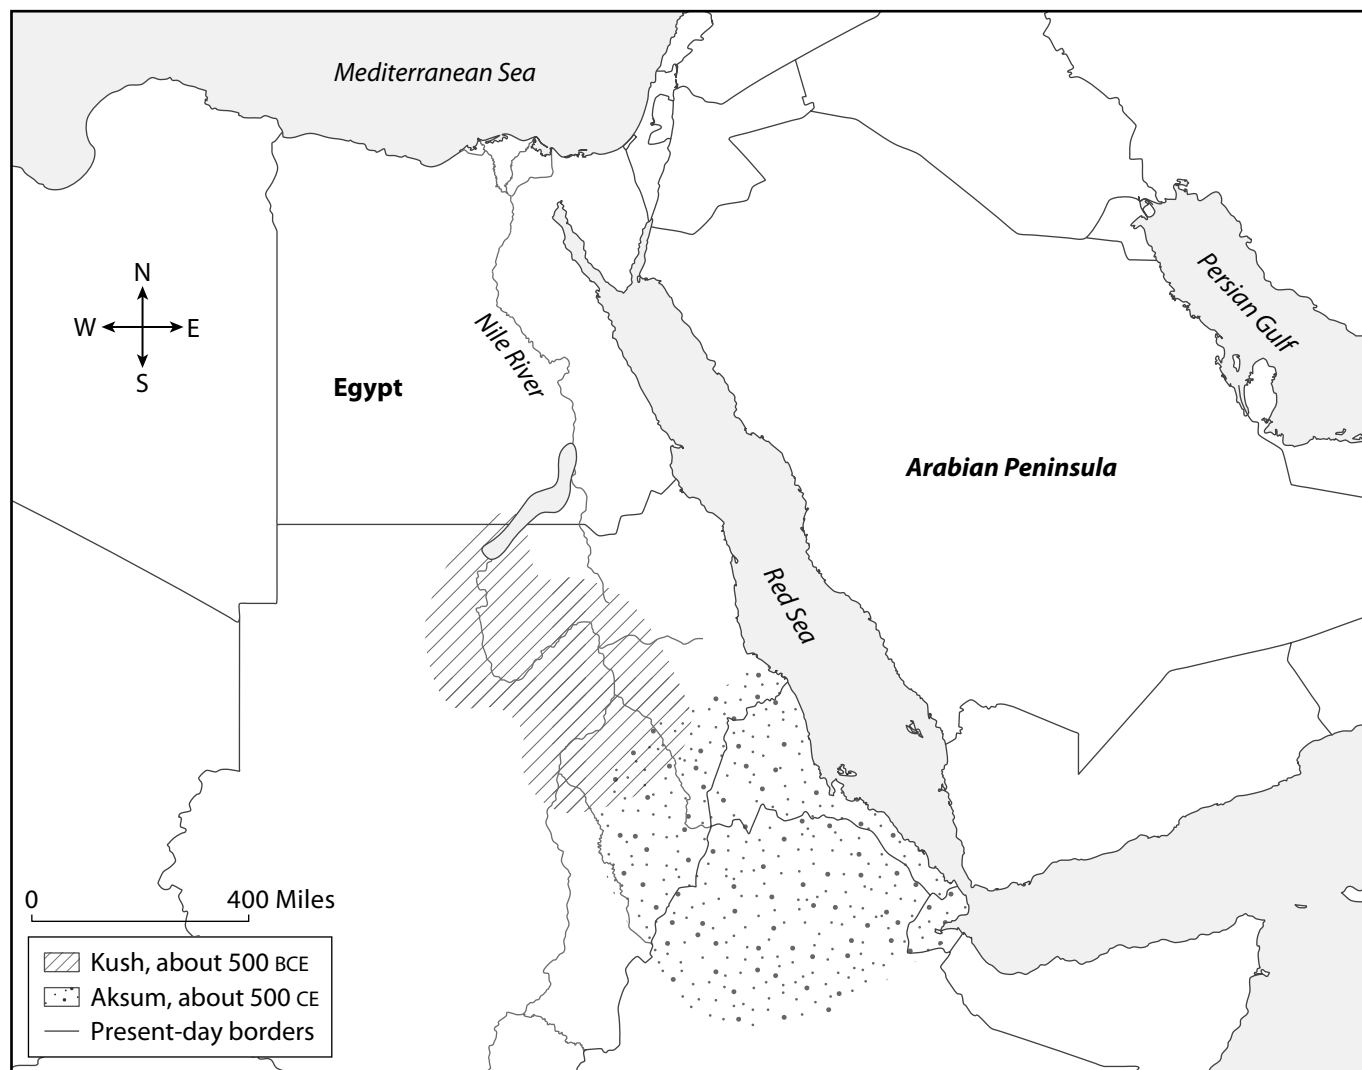 Mediterranean Sea
N
W E
S
Nile River
Egypt
Persian Gulf
Arabian Peninsula
Red Sea
0 400 Miles
Kush, about 500 BCE
Aksum, about 500 CE
Present-day borders